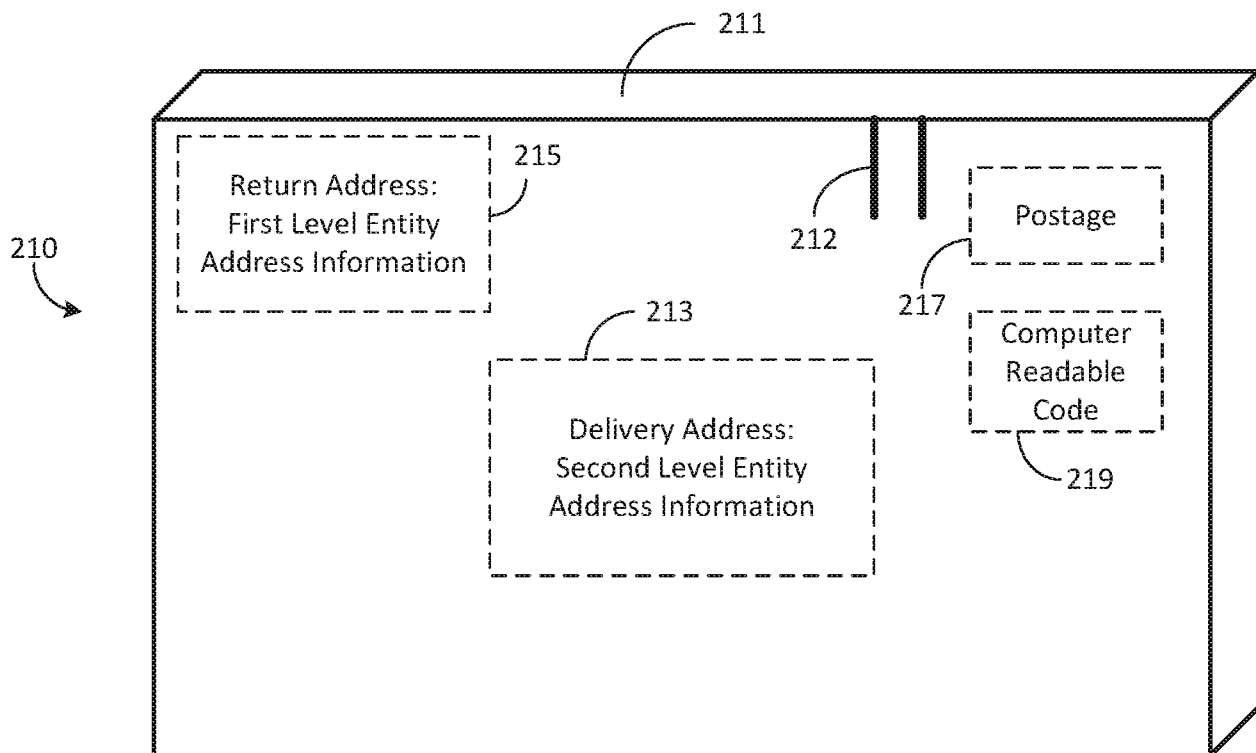 211
Return Address:
First Level Entity
Address Information
215
212
Postage
217
210
213
Computer
Readable
Code
219
Delivery Address:
Second Level Entity
Address Information